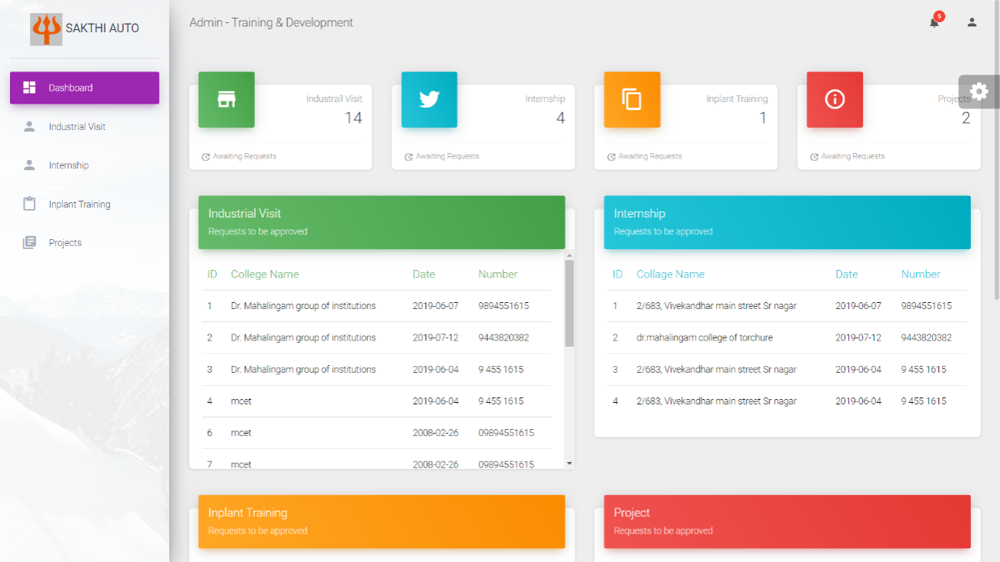 SAKTHI AUTO
Dashboard
Industrial Visit
Internship
Inplant Training
Projects
Admin - Training & Development
5
Industrail Visit
14
Awaiting Requests
Internship
4
Awaiting Requests
Inplant Training
1
Awaiting Requests
Projects
2
Awaiting Requests
Industrial Visit
Requests to be approved
ID College Name Date Number
1 Dr. Mahalingam group of institutions 2019-06-07 9894551615
2 Dr. Mahalingam group of institutions 2019-07-12 9443820382
3 Dr. Mahalingam group of institutions 2019-06-04 9 455 1615
4 mcet 2019-06-04 9 455 1615
6 mcet 2008-02-26 09894551615
7 mcet 2008-02-26 09894551615
Internship
Requests to be approved
ID Collage Name Date Number
1 2/683, Vivekandhar main street Sr nagar 2019-06-07 9894551615
2 dr.mahalingam college of torchure 2019-07-12 9443820382
3 2/683, Vivekandhar main street Sr nagar 2019-06-04 9 455 1615
4 2/683, Vivekandhar main street Sr nagar 2019-06-04 9 455 1615
Inplant Training
Requests to be approved
Project
Requests to be approved